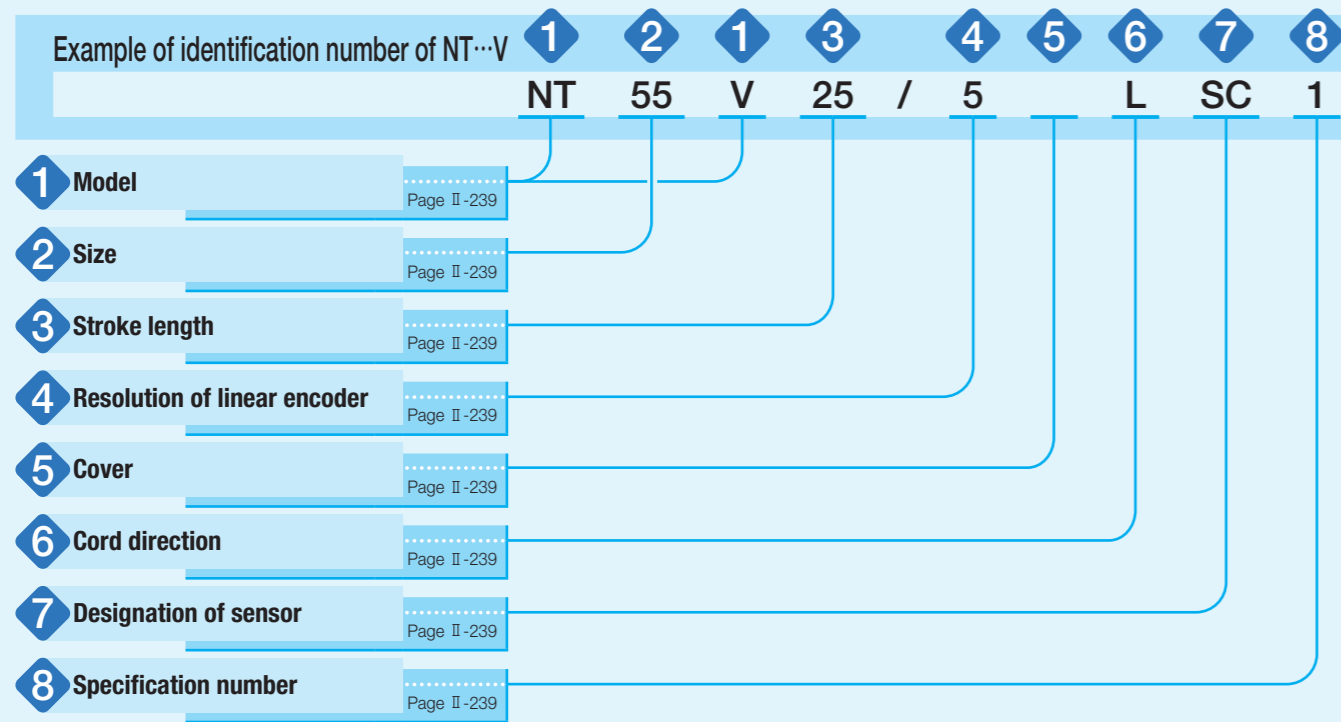 Example of identification number of NT…V 1 2 1 3 4 5 6 7 8
NT 55 V 25 / 5 L SC 1
1 Model
Page Ⅱ-239
2 Size
Page Ⅱ-239
3 Stroke length
Page Ⅱ-239
4 Resolution of linear encoder
Page Ⅱ-239
5 Cover
Page Ⅱ-239
6 Cord direction
Page Ⅱ-239
7 Designation of sensor
Page Ⅱ-239
8 Specification number
Page Ⅱ-239